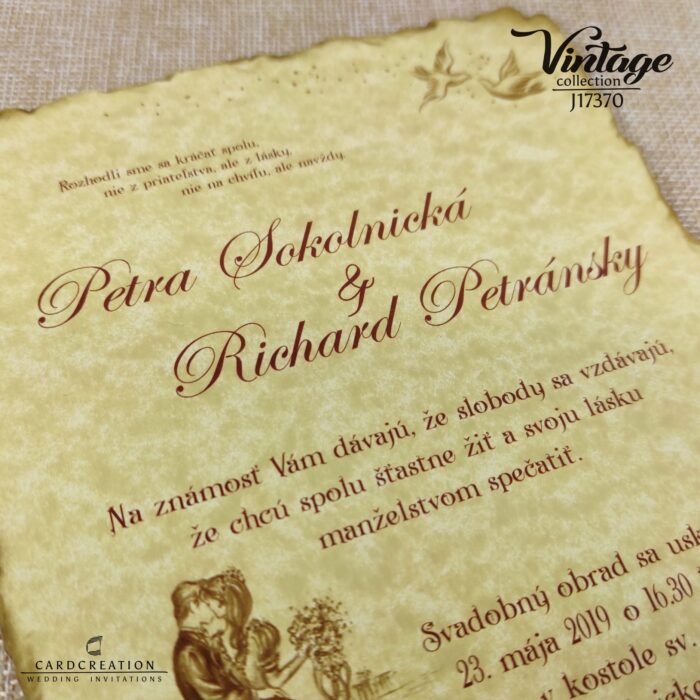 Vintage
collection
J17370
Rozhodli sme sa kráčať spolu,
nie z priateľstva, ale z lásky,
nie na chvíľu, ale navždy.
Petra Sokolnická
&
Richard Petránsky
Na známosť Vám dávajú, že slobody sa vzdávajú,
že chcú spolu šťastne žiť a svoju lásku
manželstvom spečatiť.
Svadobný obrad sa
23. mája 2019 o 16.30
v kostole sv.
CARDCREATION
WEDDING INVITATIONS